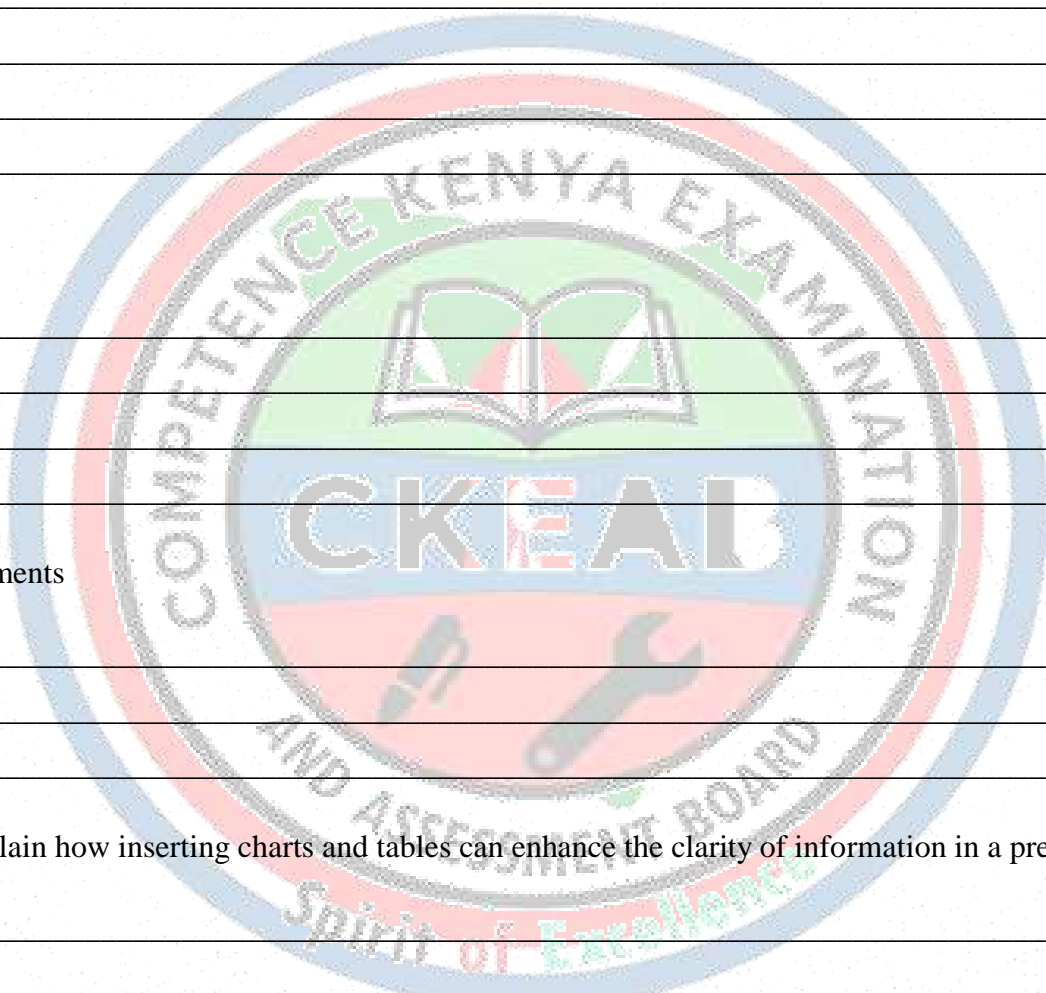 COMPETENCE KENYA EXAMINATION
CKEAB
ments
AND ASSESSMENT BOARD
lain how inserting charts and tables can enhance the clarity of information in a pre
Spirit of Excellence